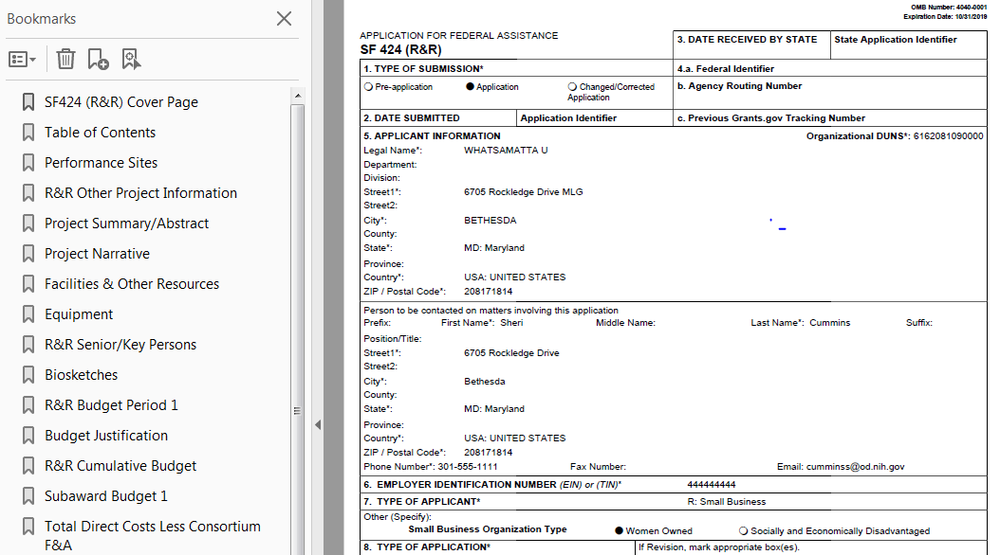 Bookmarks
SF424 (R&R) Cover Page
Table of Contents
Performance Sites
R&R Other Project Information
Project Summary/Abstract
Project Narrative
Facilities & Other Resources
Equipment
R&R Senior/Key Persons
Biosketches
R&R Budget Period 1
Budget Justification
R&R Cumulative Budget
Subaward Budget 1
Total Direct Costs Less Consortium
F&A
OMB Number: 4040-0001
Expiration Date: 10/31/2019
APPLICATION FOR FEDERAL ASSISTANCE
SF 424 (R&R)
3. DATE RECEIVED BY STATE State Application Identifier
1. TYPE OF SUBMISSION* 4.a. Federal Identifier
Pre-application Application Changed/Corrected
Application
b. Agency Routing Number
2. DATE SUBMITTED Application Identifier c. Previous Grants.gov Tracking Number
5. APPLICANT INFORMATION Organizational DUNS*: 6162081090000
Legal Name*: WHATSAMATTA U
Department:
Division:
Street1*: 6705 Rockledge Drive MLG
Street2:
City*: BETHESDA
County:
State*: MD: Maryland
Province:
Country*: USA: UNITED STATES
ZIP / Postal Code*: 208171814
Person to be contacted on matters involving this application
Prefix: First Name*: Sheri Middle Name: Last Name*: Cummins Suffix:
Position/Title:
Street1*: 6705 Rockledge Drive
Street2:
City*: Bethesda
County:
State*: MD: Maryland
Province:
Country*: USA: UNITED STATES
ZIP / Postal Code*: 208171814
Phone Number*: 301-555-1111 Fax Number: Email: cumminss@od.nih.gov
6. EMPLOYER IDENTIFICATION NUMBER (EIN) or (TIN)* 444444444
7. TYPE OF APPLICANT* R: Small Business
Other (Specify):
Small Business Organization Type Women Owned Socially and Economically Disadvantaged
8. TYPE OF APPLICATION* If Revision, mark appropriate box(es).